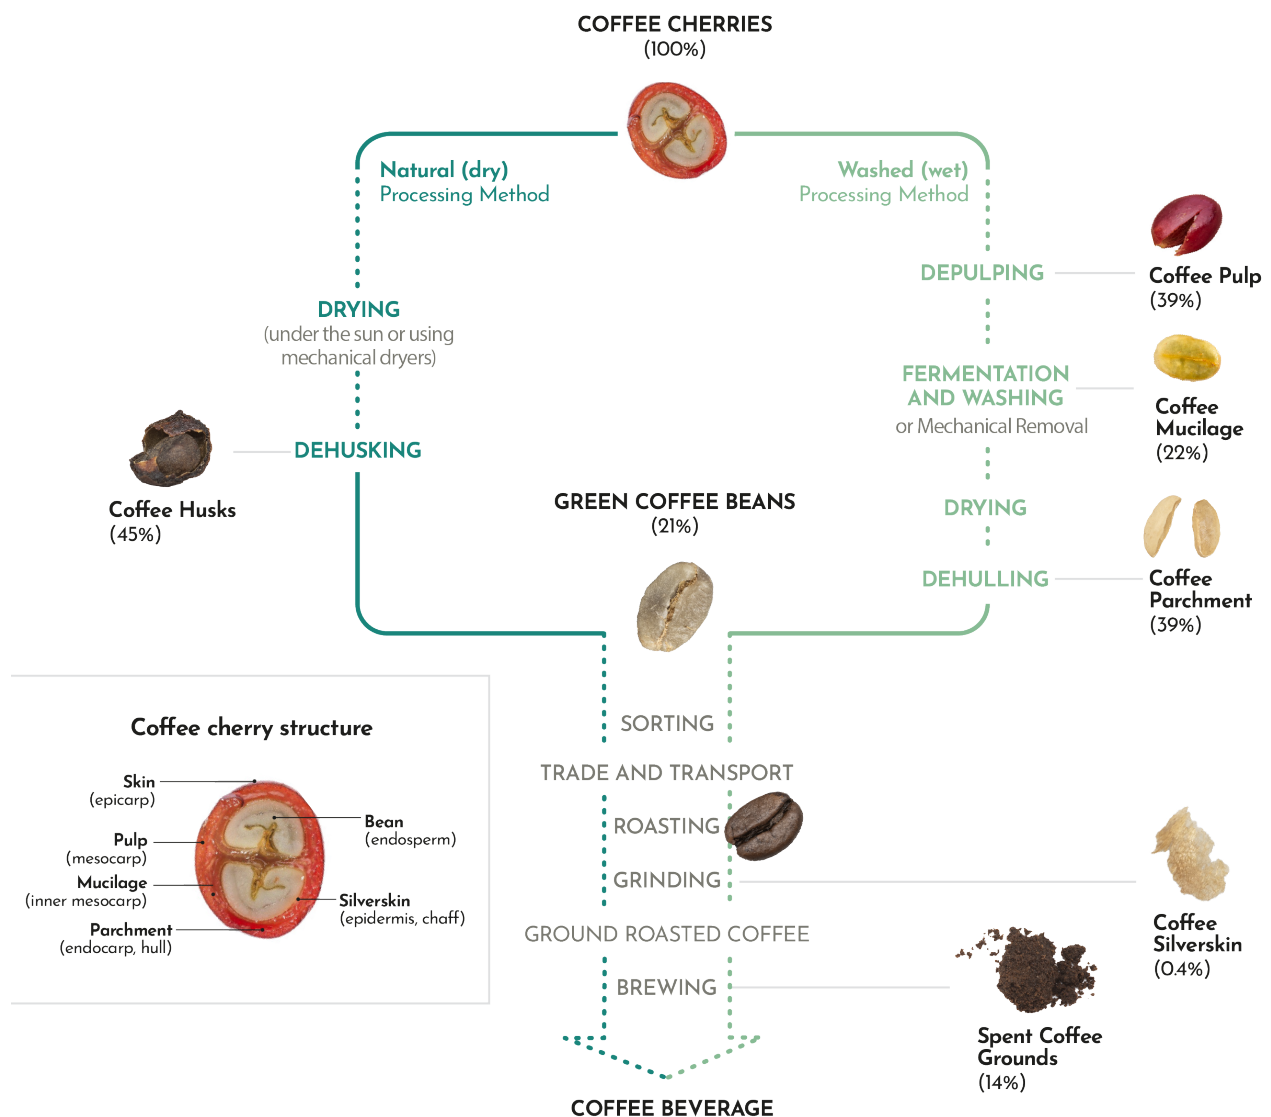 COFFEE CHERRIES
(100%)
Natural (dry)
Processing Method
Washed (wet)
Processing Method
DEPULPING
Coffee Pulp
(39%)
DRYING
(under the sun or using
mechanical dryers)
FERMENTATION
AND WASHING
or Mechanical Removal
Coffee
Mucilage
(22%)
DEHUSKING
Coffee Husks
(45%)
GREEN COFFEE BEANS
(21%)
DRYING
DEHULLING
Coffee
Parchment
(39%)
SORTING
TRADE AND TRANSPORT
ROASTING
GRINDING
Coffee
Silverskin
(0.4%)
GROUND ROASTED COFFEE
BREWING
Spent Coffee
Grounds
(14%)
COFFEE BEVERAGE
Coffee cherry structure
Skin
(epicarp)
Pulp
(mesocarp)
Mucilage
(inner mesocarp)
Parchment
(endocarp, hull)
Bean
(endosperm)
Silverskin
(epidermis, chaff)